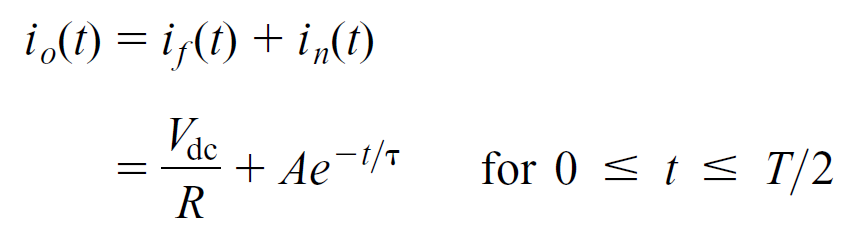 i_o(t) = i_f(t) + i_n(t)
= V_dc/R + Ae^{-t/τ} for 0 ≤ t ≤ T/2